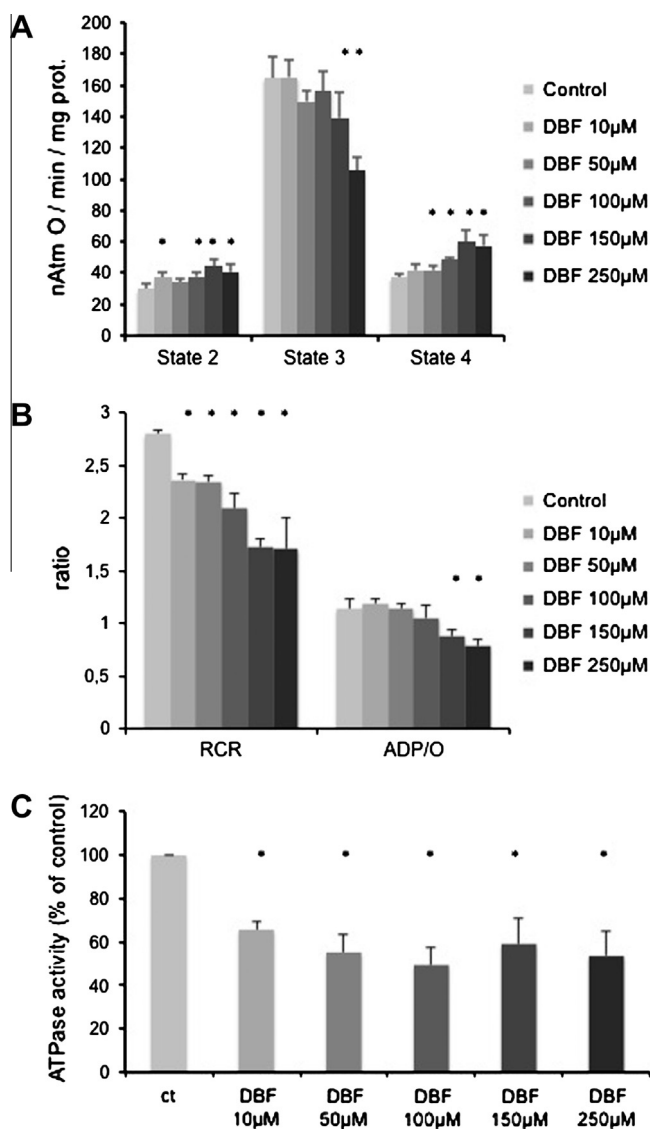 A
nAtm O / min / mg prot.
200
180
160
140
120
100
80
60
40
20
0
* *
* * * *
* * * *
State 2 State 3 State 4
Control
DBF 10µM
DBF 50µM
DBF 100µM
DBF 150µM
DBF 250µM
B
ratio
3
2,5
2
1,5
1
0,5
0
* * * * *
* *
RCR ADP/O
Control
DBF 10µM
DBF 50µM
DBF 100µM
DBF 150µM
DBF 250µM
C
ATPase activity (% of control)
120
100
80
60
40
20
0
* * * * *
ct DBF DBF DBF DBF DBF
10µM 50µM 100µM 150µM 250µM